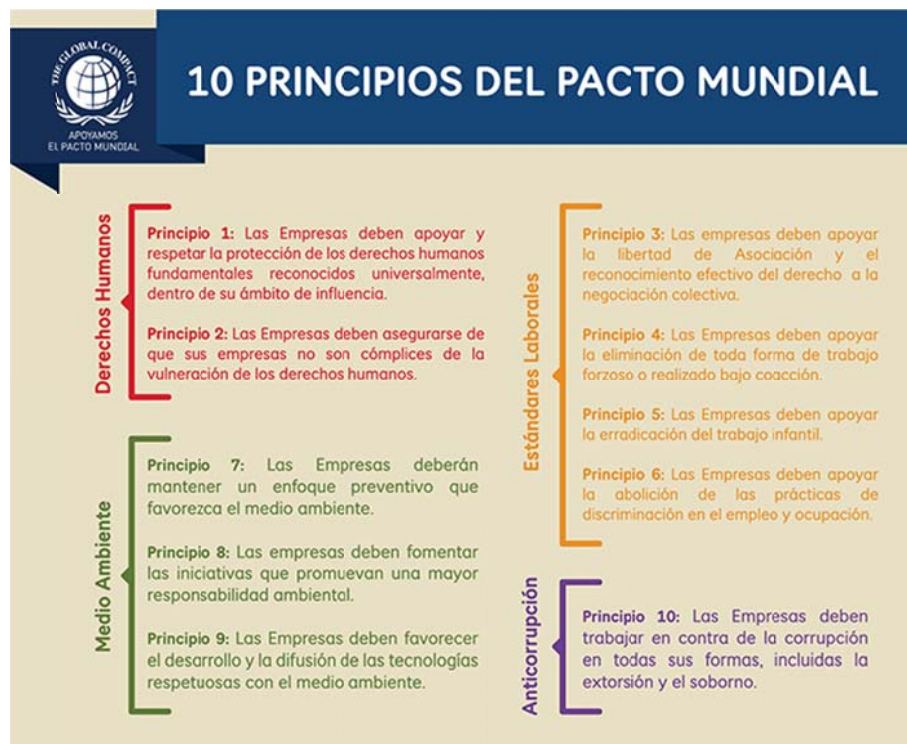 THE GLOBAL COMPACT
APOYAMOS
EL PACTO MUNDIAL
10 PRINCIPIOS DEL PACTO MUNDIAL
Derechos Humanos
Principio 1: Las Empresas deben apoyar y
respetar la protección de los derechos humanos
fundamentales reconocidos universalmente,
dentro de su ámbito de influencia.
Principio 2: Las Empresas deben asegurarse de
que sus empresas no son cómplices de la
vulneración de los derechos humanos.
Estándares Laborales
Principio 3: Las empresas deben apoyar
la libertad de Asociación y el
reconocimiento efectivo del derecho a la
negociación colectiva.
Principio 4: Las Empresas deben apoyar
la eliminación de toda forma de trabajo
forzoso o realizado bajo coacción.
Principio 5: Las Empresas deben apoyar
la erradicación del trabajo infantil.
Principio 6: Las Empresas deben apoyar
la abolición de las prácticas de
discriminación en el empleo y ocupación.
Medio Ambiente
Principio 7: Las Empresas deberán
mantener un enfoque preventivo que
favorezca el medio ambiente.
Principio 8: Las empresas deben fomentar
las iniciativas que promuevan una mayor
responsabilidad ambiental.
Principio 9: Las Empresas deben favorecer
el desarrollo y la difusión de las tecnologías
respetuosas con el medio ambiente.
Anticorrupción
Principio 10: Las Empresas deben
trabajar en contra de la corrupción
en todas sus formas, incluidas la
extorsión y el soborno.